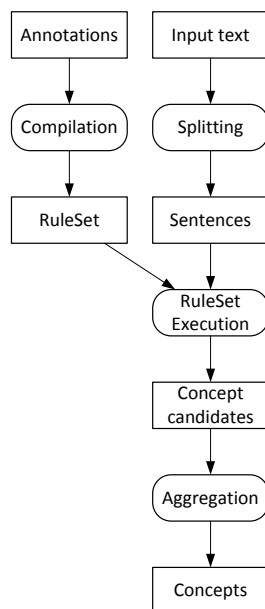 Annotations
Input text
Compilation
Splitting
RuleSet
Sentences
RuleSet
Execution
Concept
candidates
Aggregation
Concepts